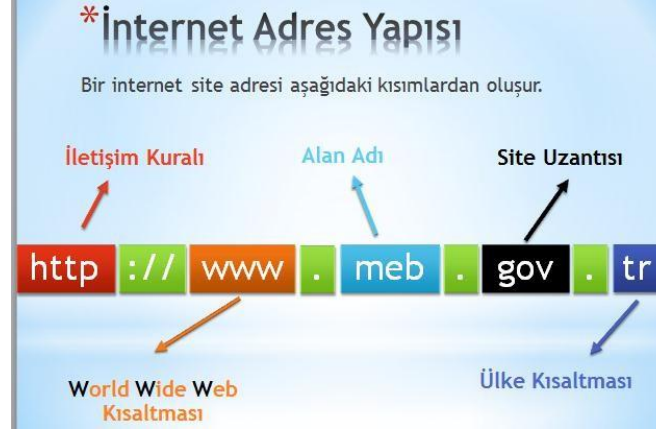 *İnternet Adres Yapısı
Bir internet site adresi aşağıdaki kısımlardan oluşur.
İletişim Kuralı Alan Adı Site Uzantısı
http :// www . meb . gov . tr
World Wide Web
Kısaltması
Ülke Kısaltması